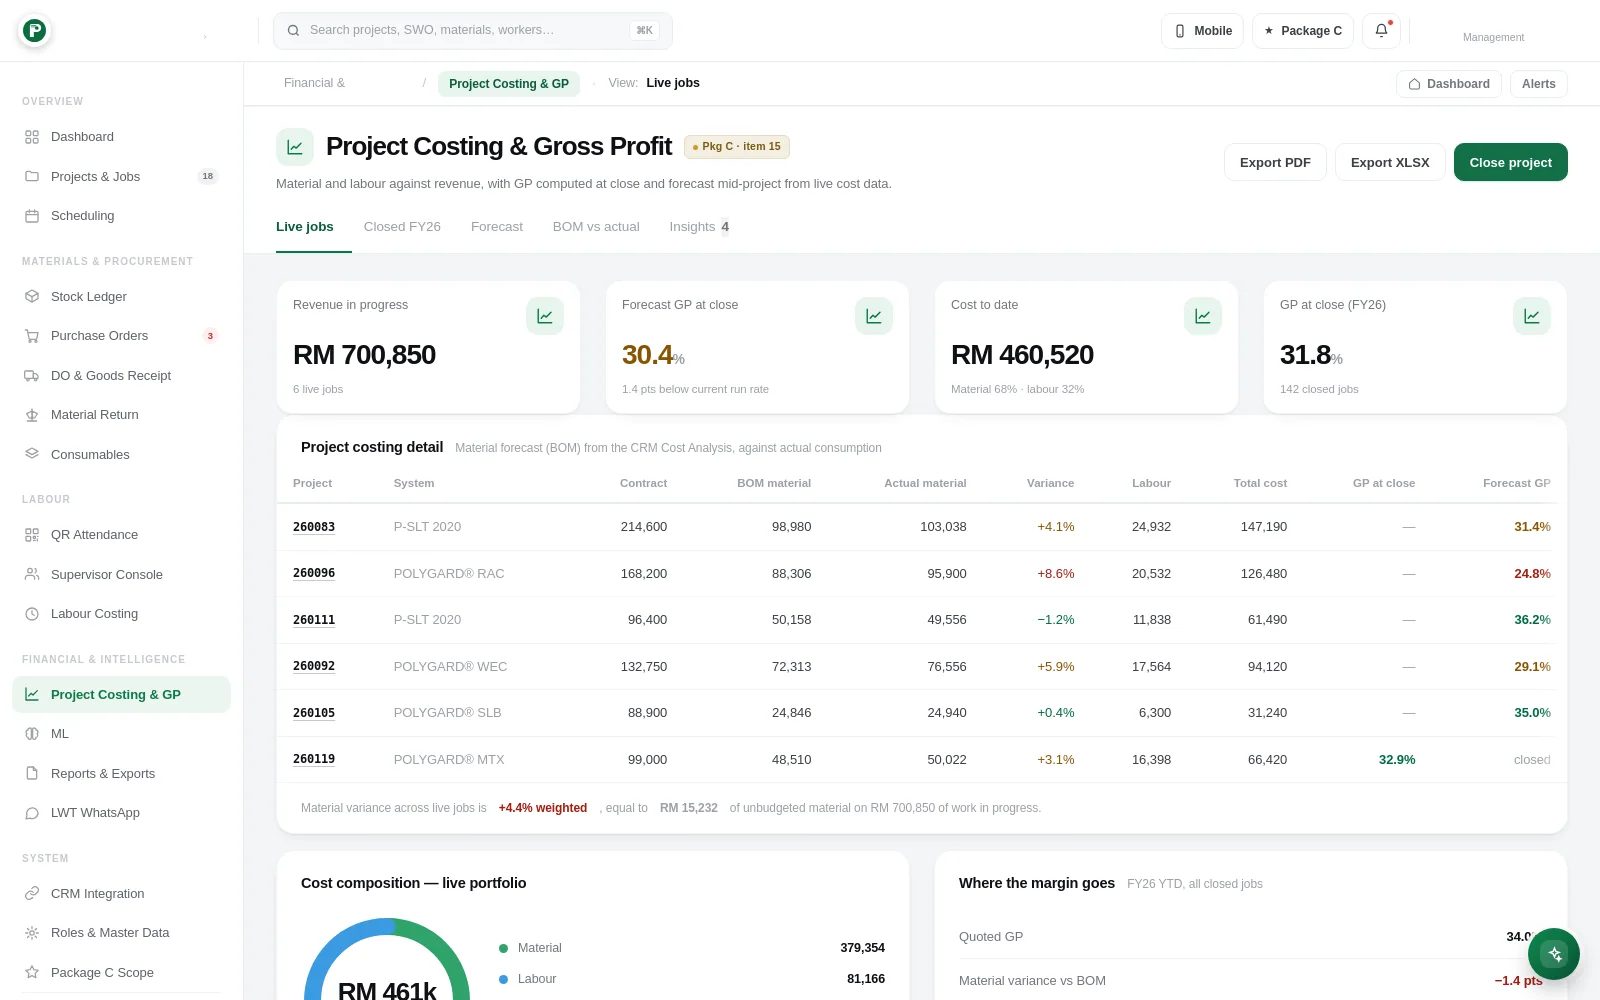 Search projects, SWO, materials, workers…
⌘K
Mobile
★ Package C
Management
Financial &
/
Project Costing & GP
·
View: Live jobs
Dashboard
Alerts
OVERVIEW
Dashboard
Projects & Jobs 18
Scheduling
MATERIALS & PROCUREMENT
Stock Ledger
Purchase Orders 3
DO & Goods Receipt
Material Return
Consumables
LABOUR
QR Attendance
Supervisor Console
Labour Costing
FINANCIAL & INTELLIGENCE
Project Costing & GP
ML
Reports & Exports
LWT WhatsApp
SYSTEM
CRM Integration
Roles & Master Data
Package C Scope
Project Costing & Gross Profit
Pkg C · item 15
Material and labour against revenue, with GP computed at close and forecast mid-project from live cost data.
Export PDF
Export XLSX
Close project
Live jobs
Closed FY26
Forecast
BOM vs actual
Insights 4
Revenue in progress
RM 700,850
6 live jobs
Forecast GP at close
30.4%
1.4 pts below current run rate
Cost to date
RM 460,520
Material 68% · labour 32%
GP at close (FY26)
31.8%
142 closed jobs
Project costing detail Material forecast (BOM) from the CRM Cost Analysis, against actual consumption
Project System Contract BOM material Actual material Variance Labour Total cost GP at close Forecast GP
260083 P-SLT 2020 214,600 98,980 103,038 +4.1% 24,932 147,190 — 31.4%
260096 POLYGARD® RAC 168,200 88,306 95,900 +8.6% 20,532 126,480 — 24.8%
260111 P-SLT 2020 96,400 50,158 49,556 −1.2% 11,838 61,490 — 36.2%
260092 POLYGARD® WEC 132,750 72,313 76,556 +5.9% 17,564 94,120 — 29.1%
260105 POLYGARD® SLB 88,900 24,846 24,940 +0.4% 6,300 31,240 — 35.0%
260119 POLYGARD® MTX 99,000 48,510 50,022 +3.1% 16,398 66,420 32.9% closed
Material variance across live jobs is +4.4% weighted , equal to RM 15,232 of unbudgeted material on RM 700,850 of work in progress.
Cost composition — live portfolio
RM 461k
Material 379,354
Labour 81,166
Where the margin goes FY26 YTD, all closed jobs
Quoted GP 34.0
Material variance vs BOM −1.4 pts